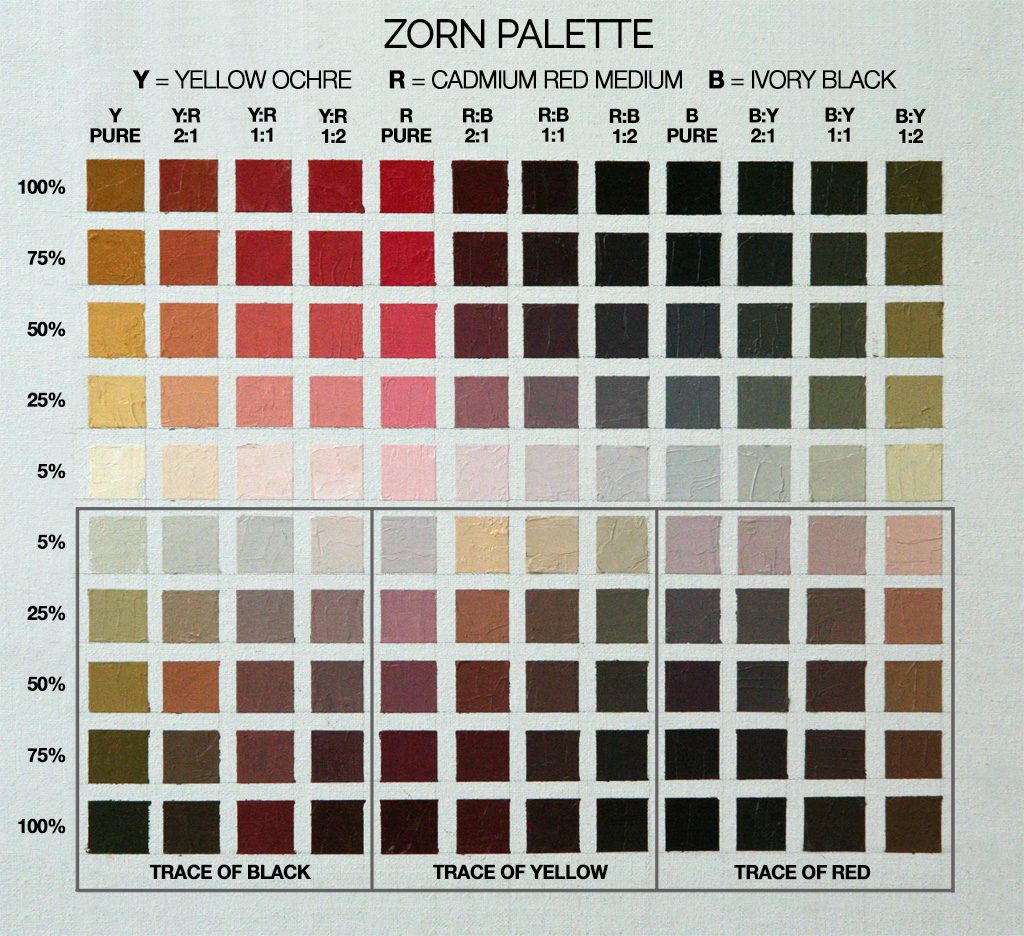 ZORN PALETTE
Y = YELLOW OCHRE R = CADMIUM RED MEDIUM B = IVORY BLACK
Y Y:R Y:R Y:R R R:B R:B R:B B B:Y B:Y B:Y
PURE 2:1 1:1 1:2 PURE 2:1 1:1 1:2 PURE 2:1 1:1 1:2
100%
75%
50%
25%
5%
5%
25%
50%
75%
100%
TRACE OF BLACK TRACE OF YELLOW TRACE OF RED